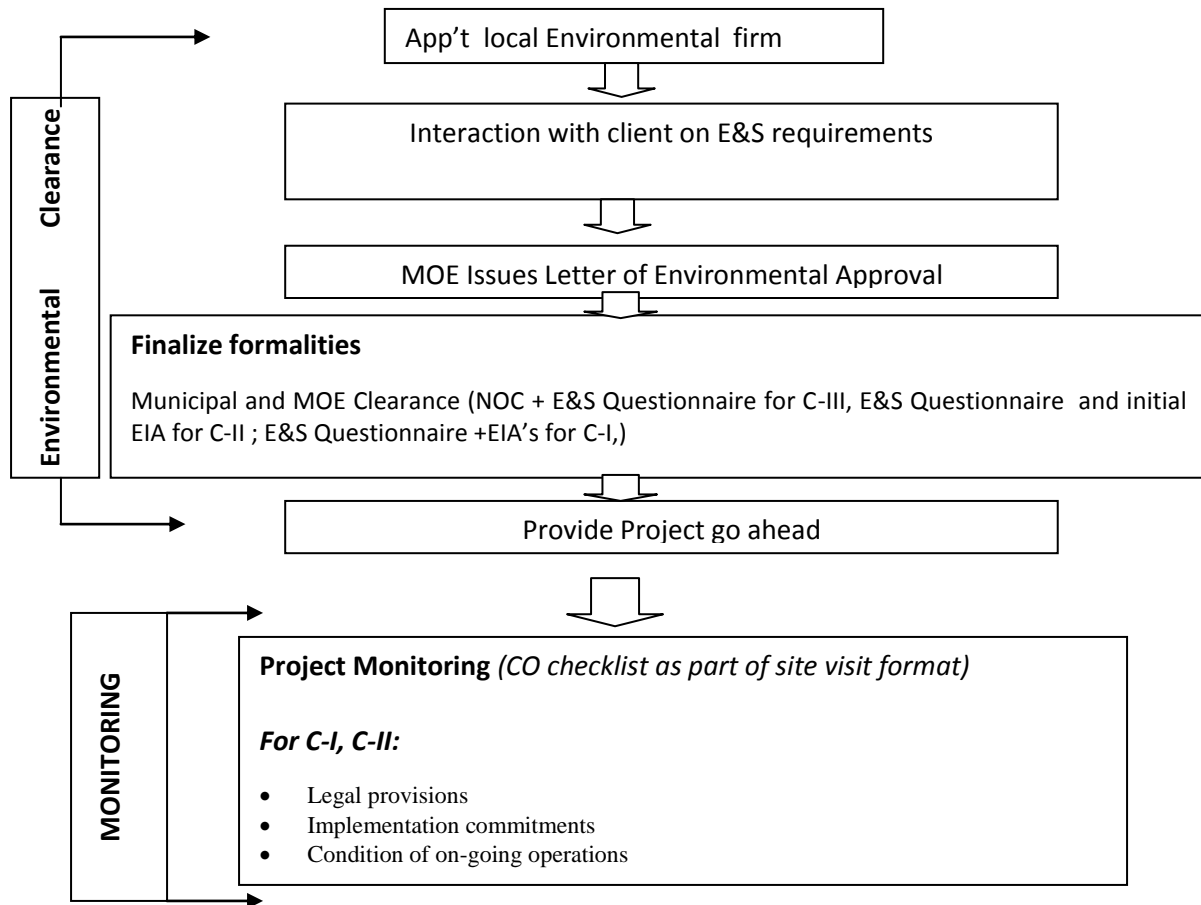 App't local Environmental firm
Interaction with client on E&S requirements
MOE Issues Letter of Environmental Approval
Environmental Clearance
Finalize formalities
Municipal and MOE Clearance (NOC + E&S Questionnaire for C-III, E&S Questionnaire and initial
EIA for C-II ; E&S Questionnaire +EIA's for C-I,)
Provide Project go ahead
MONITORING
Project Monitoring (CO checklist as part of site visit format)
For C-I, C-II:
• Legal provisions
• Implementation commitments
• Condition of on-going operations